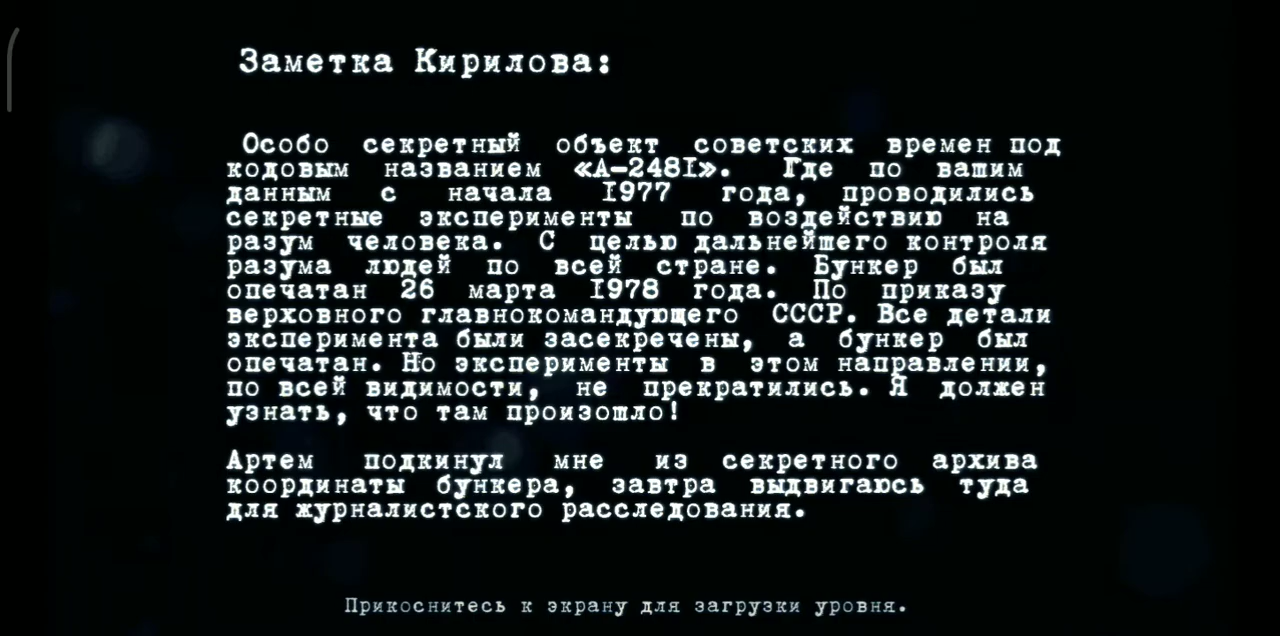 Заметка Кирилова:
Особо секретный объект советских времен под
кодовым названием «А-2481». Где по вашим
данным с начала 1977 года, проводились
секретные эксперименты по воздействию на
разум человека. С целью дальнейшего контроля
разума людей по всей стране. Бункер был
опечатан 26 марта 1978 года. По приказу
верховного главнокомандующего СССР. Все детали
эксперимента были засекречены, а бункер был
опечатан. Но эксперименты в этом направлении,
по всей видимости, не прекратились. Я должен
узнать, что там произошло!
Артем подкинул мне из секретного архива
координаты бункера, завтра выдвигаюсь туда
для журналистского расследования.
Прикоснитесь к экрану для загрузки уровня.